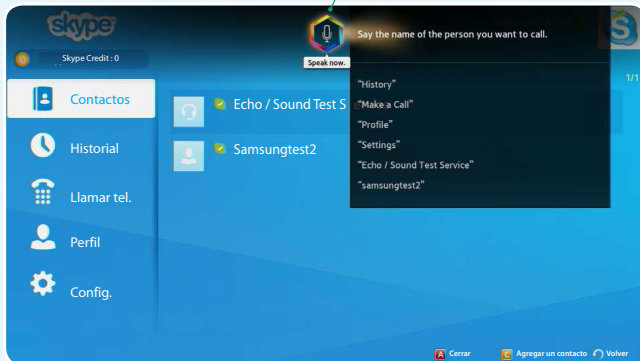 skype
Skype Credit : 0
Say the name of the person you want to call.
Speak now.
1/1
"History"
"Make a Call"
"Profile"
"Settings"
"Echo / Sound Test Service"
"samsungtest2"
Contactos
Historial
Llamar tel.
Perfil
Config.
Echo / Sound Test S
Samsungtest2
A Cerrar
C Agregar un contacto
Volver